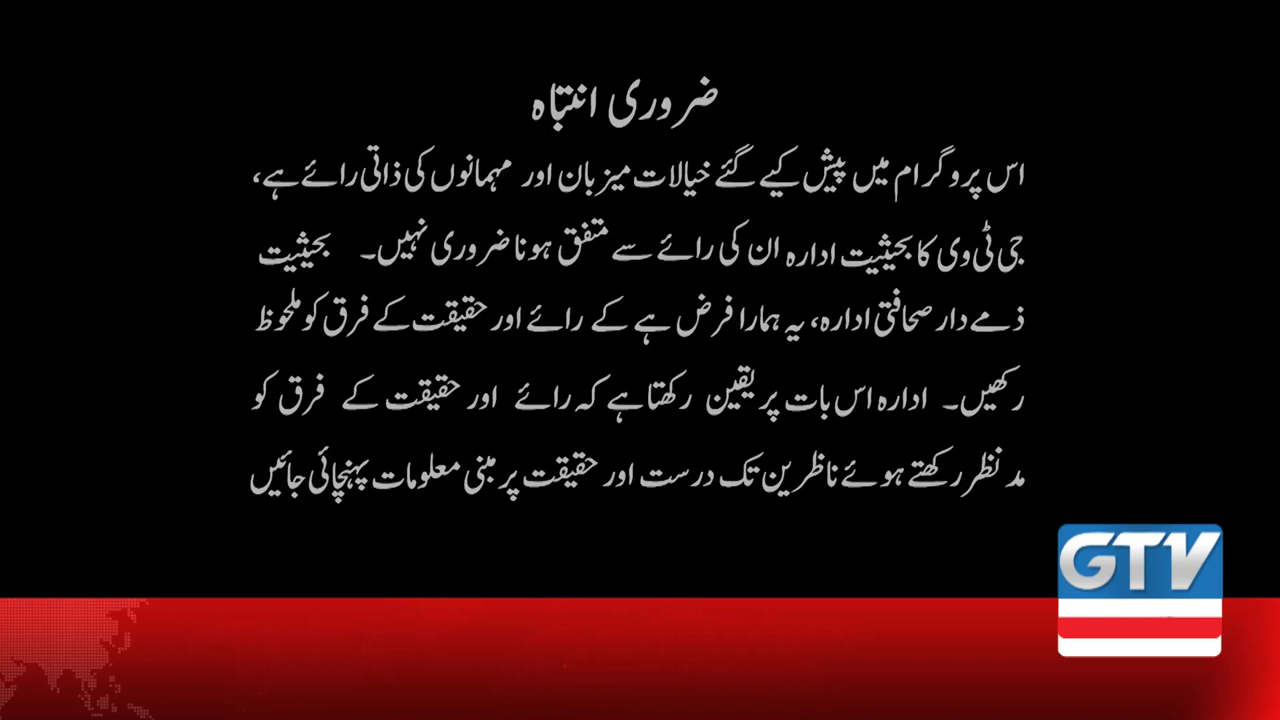 ضروری انتباہ
اس پروگرام میں پیش کیے گئے خیالات میزبان اور مہمانوں کی ذاتی رائے ہے،
جی ٹی وی کا بحیثیت ادارہ ان کی رائے سے متفق ہونا ضروری نہیں۔ بحیثیت
ذمے دار صحافتی ادارہ، یہ ہمارا فرض ہے کے رائے اور حقیقت کے فرق کو ملحوظ
رکھیں۔ ادارہ اس بات پر یقین رکھتا ہے کہ رائے اور حقیقت کے فرق کو
مد نظر رکھتے ہوئے ناظرین تک درست اور حقیقت پر مبنی معلومات پہنچائی جائیں
GTV